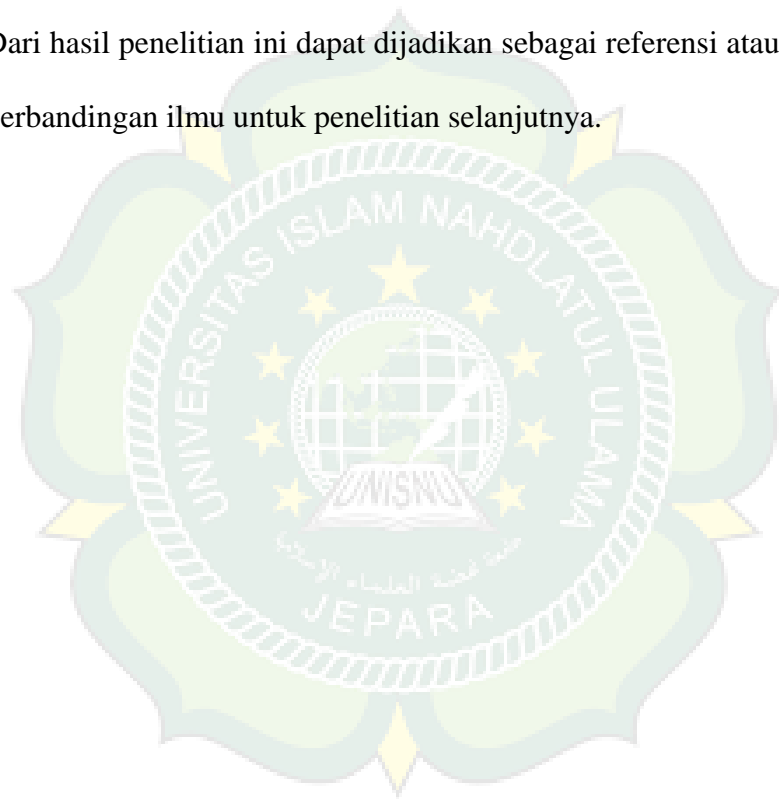 Dari hasil penelitian ini dapat dijadikan sebagai referensi atau
erbandingan ilmu untuk penelitian selanjutnya.
UNIVERSITAS ISLAM NAHDLATUL ULAMA
UNISNU
JEPARA